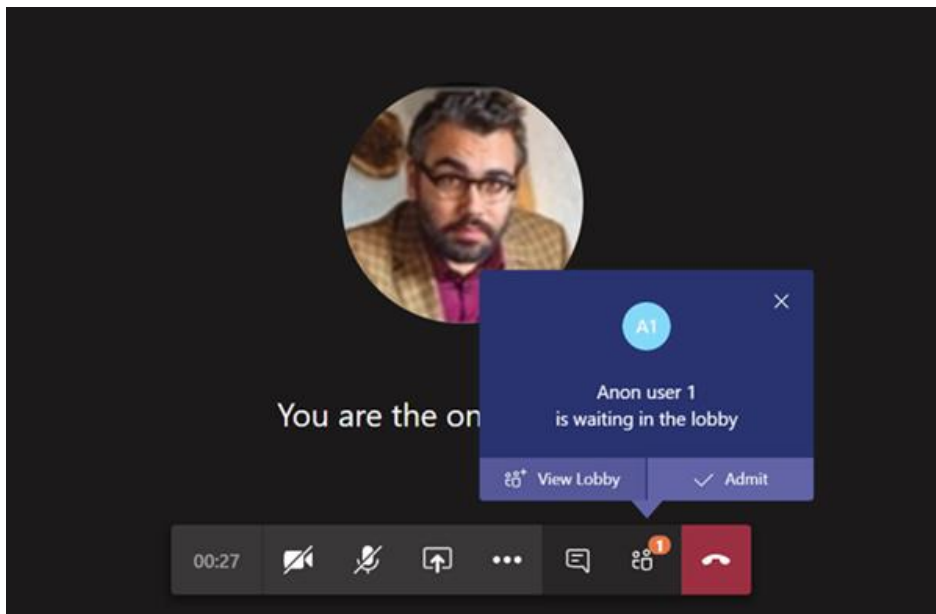 A1
Anon user 1
is waiting in the lobby
You are the on
View Lobby
Admit
00:27
1